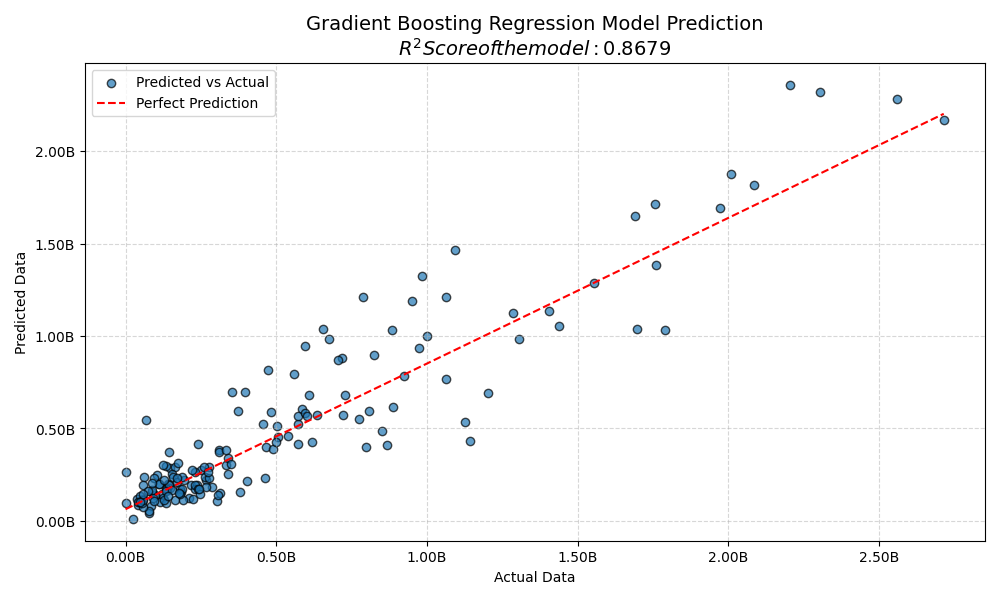 Gradient Boosting Regression Model Prediction
R²Scoreofthemodel:0.8679
Predicted vs Actual
Perfect Prediction
Predicted Data
2.00B
1.50B
1.00B
0.50B
0.00B
0.00B 0.50B 1.00B 1.50B 2.00B 2.50B
Actual Data